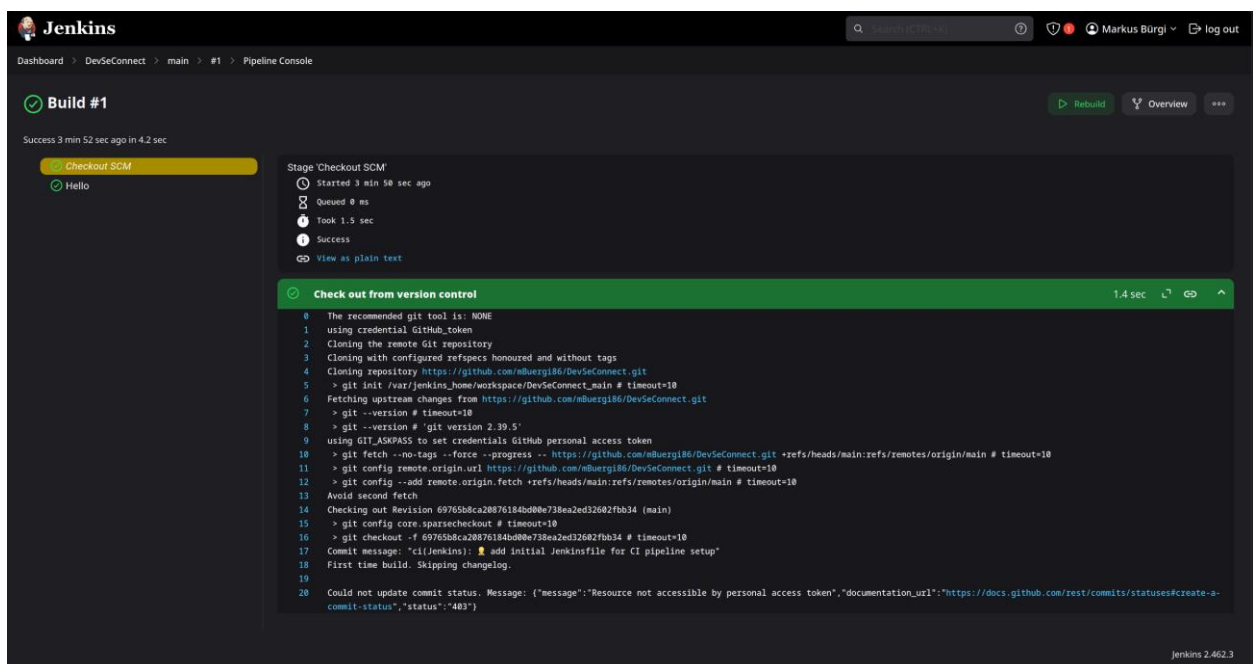 Jenkins
Search (CTRL+K)
1
Markus Bürgi
log out
Dashboard > DevSeConnect > main > #1 > Pipeline Console
Build #1
Rebuild
Overview
Success 3 min 52 sec ago in 4.2 sec
Checkout SCM
Hello
Stage 'Checkout SCM'
Started 3 min 50 sec ago
Queued 0 ms
Took 1.5 sec
Success
View as plain text
Check out from version control
1.4 sec
0 The recommended git tool is: NONE
1 using credential GitHub_token
2 Cloning the remote Git repository
3 Cloning with configured refspecs honoured and without tags
4 Cloning repository https://github.com/mBuergi86/DevSeConnect.git
5 > git init /var/jenkins_home/workspace/DevSeConnect_main # timeout=10
6 Fetching upstream changes from https://github.com/mBuergi86/DevSeConnect.git
7 > git --version # timeout=10
8 > git --version # 'git version 2.39.5'
9 using GIT_ASKPASS to set credentials GitHub personal access token
10 > git fetch --no-tags --force --progress -- https://github.com/mBuergi86/DevSeConnect.git +refs/heads/main:refs/remotes/origin/main # timeout=10
11 > git config remote.origin.url https://github.com/mBuergi86/DevSeConnect.git # timeout=10
12 > git config --add remote.origin.fetch +refs/heads/main:refs/remotes/origin/main # timeout=10
13 Avoid second fetch
14 Checking out Revision 69765b8ca20876184bd00e738ea2ed32602fbb34 (main)
15 > git config core.sparsecheckout # timeout=10
16 > git checkout -f 69765b8ca20876184bd00e738ea2ed32602fbb34 # timeout=10
17 Commit message: "ci(Jenkins): 👷 add initial Jenkinsfile for CI pipeline setup"
18 First time build. Skipping changelog.
19
20 Could not update commit status. Message: {"message":"Resource not accessible by personal access token","documentation_url":"https://docs.github.com/rest/commits/statuses#create-a-
commit-status","status":"403"}
Jenkins 2.462.3